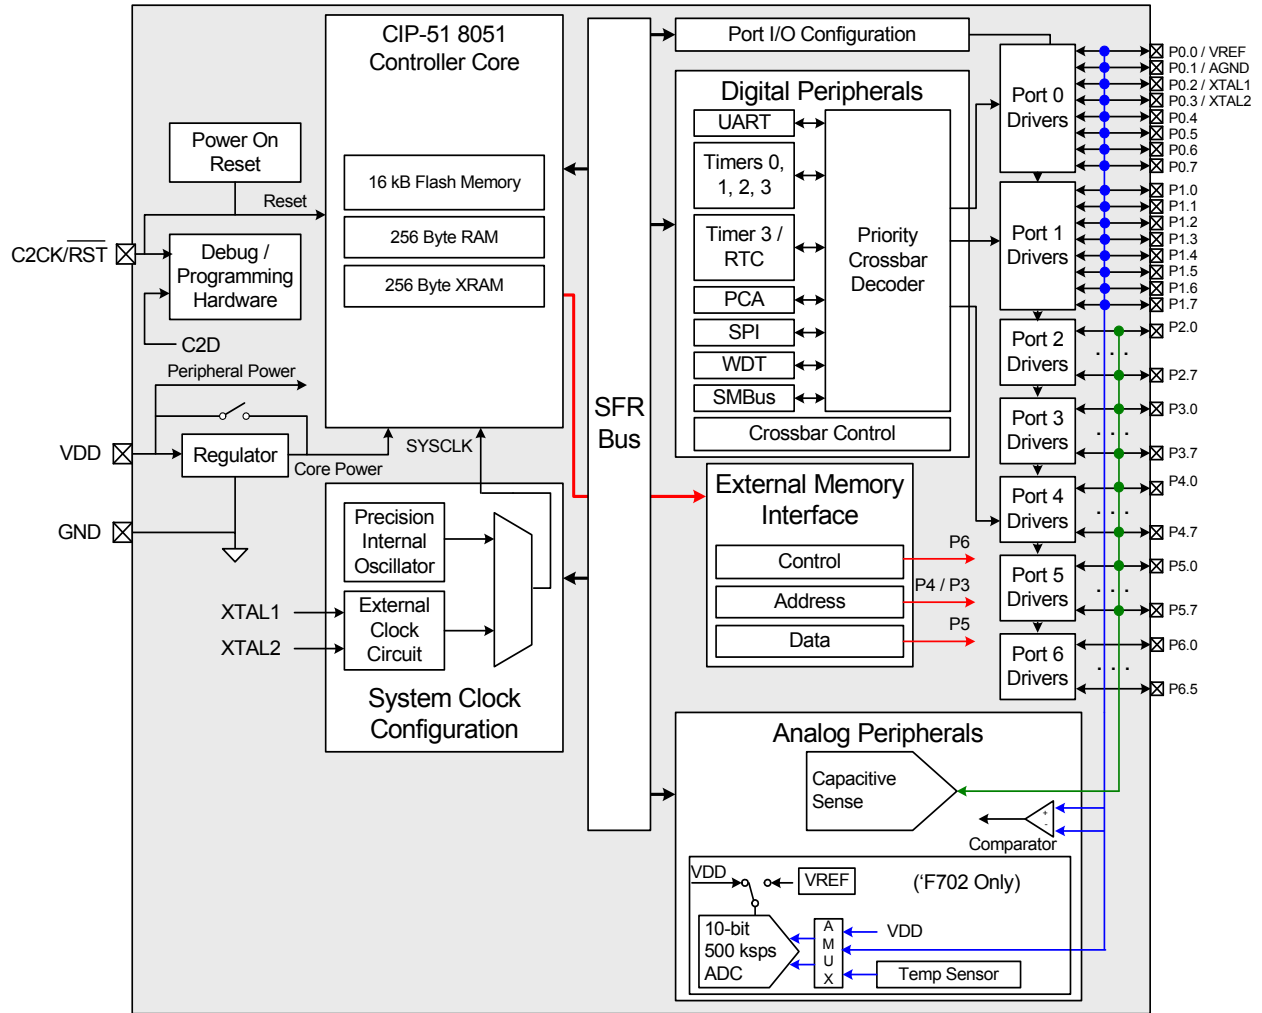 CIP-51 8051
Controller Core
16 kB Flash Memory
256 Byte RAM
256 Byte XRAM
Power On
Reset
Reset
C2CK/RST
Debug /
Programming
Hardware
C2D
Peripheral Power
VDD
Regulator
Core Power
SYSCLK
GND
Precision
Internal
Oscillator
XTAL1
XTAL2
External
Clock
Circuit
System Clock
Configuration
SFR
Bus
Port I/O Configuration
Digital Peripherals
UART
Timers 0,
1, 2, 3
Timer 3 /
RTC
PCA
SPI
WDT
SMBus
Priority
Crossbar
Decoder
Crossbar Control
External Memory
Interface
Control
Address
Data
P6
P4 / P3
P5
Port 0
Drivers
Port 1
Drivers
Port 2
Drivers
Port 3
Drivers
Port 4
Drivers
Port 5
Drivers
Port 6
Drivers
P0.0 / VREF
P0.1 / AGND
P0.2 / XTAL1
P0.3 / XTAL2
P0.4
P0.5
P0.6
P0.7
P1.0
P1.1
P1.2
P1.3
P1.4
P1.5
P1.6
P1.7
P2.0
. . .
P2.7
P3.0
. . .
P3.7
P4.0
. . .
P4.7
P5.0
. . .
P5.7
P6.0
. . .
P6.5
Analog Peripherals
Capacitive
Sense
+
-
Comparator
VDD
VREF
(‘F702 Only)
10-bit
500 ksps
ADC
A
M
U
X
VDD
Temp Sensor